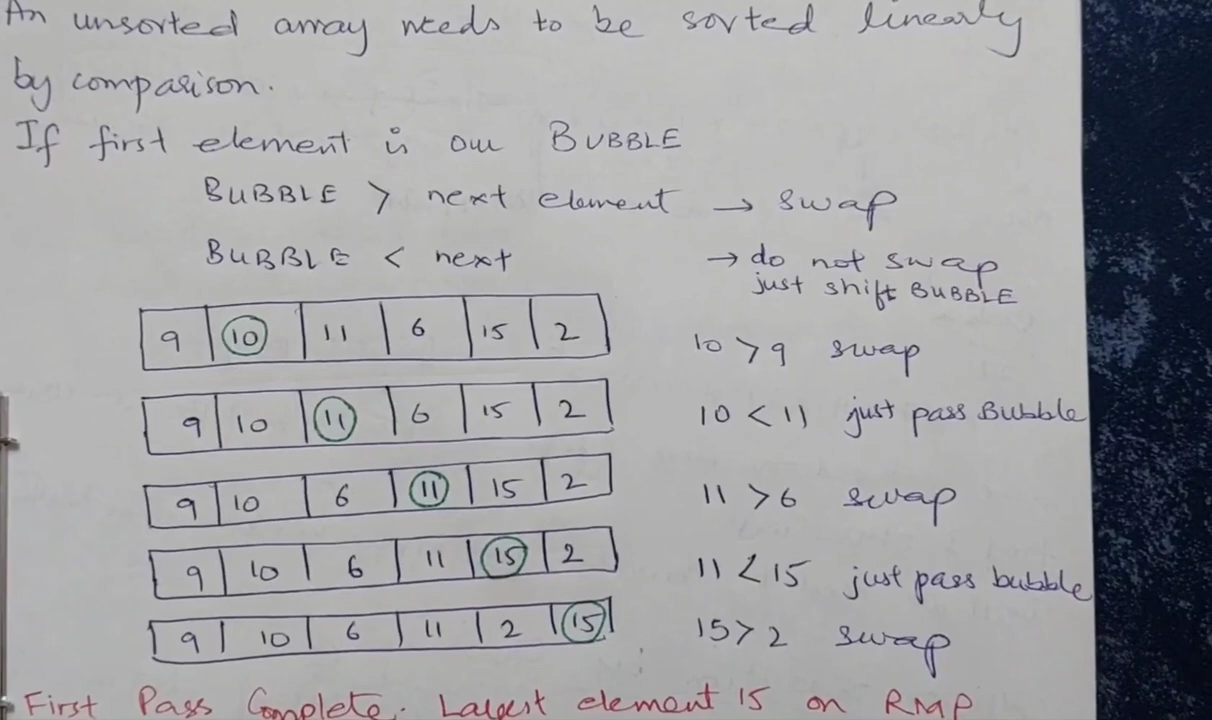 An unsorted array needs to be sorted linearly
by comparison.
If first element is our BUBBLE
BUBBLE > next element → swap
BUBBLE < next → do not swap
just shift BUBBLE
9 10 11 6 15 2 10 > 9 swap
9 10 11 6 15 2 10 < 11 just pass Bubble
9 10 6 11 15 2 11 > 6 swap
9 10 6 11 15 2 11 < 15 just pass bubble
9 10 6 11 2 15 15 > 2 swap
First Pass Complete. Largest element 15 on RMP